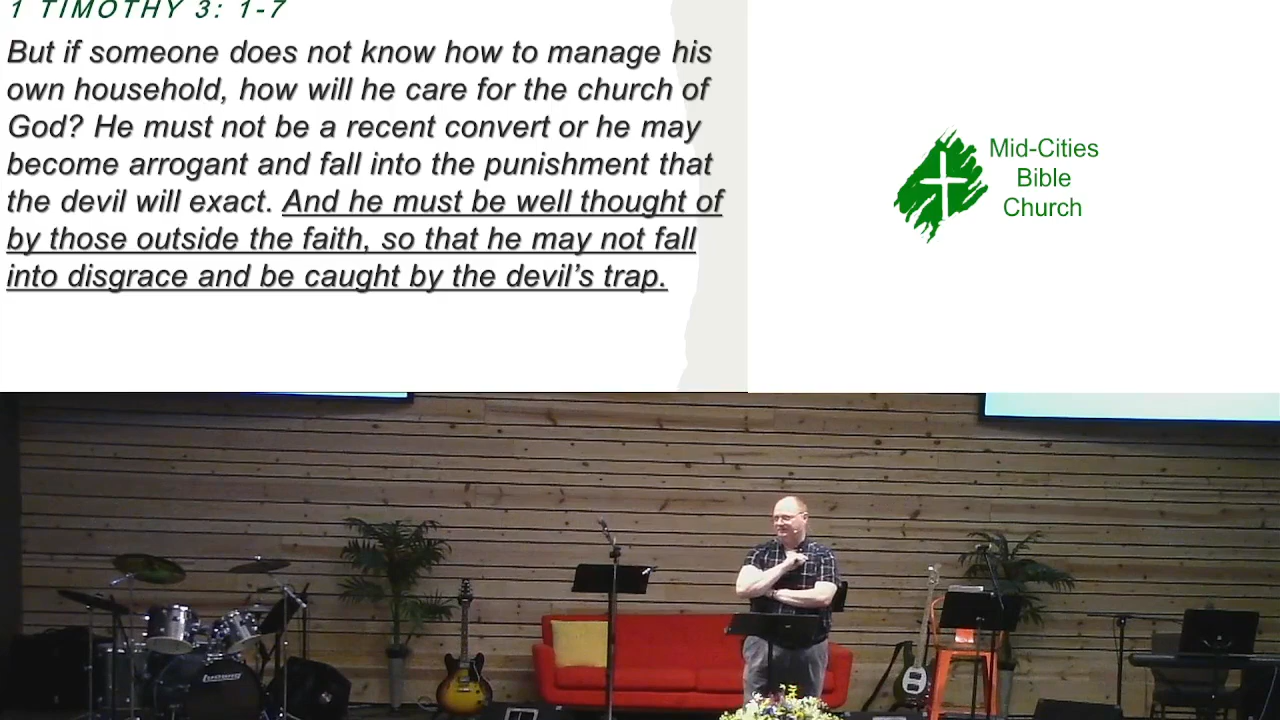 1 TIMOTHY 3: 1-7
But if someone does not know how to manage his
own household, how will he care for the church of
God? He must not be a recent convert or he may
become arrogant and fall into the punishment that
the devil will exact. And he must be well thought of
by those outside the faith, so that he may not fall
into disgrace and be caught by the devil’s trap.
Mid-Cities
Bible
Church
Ludwig